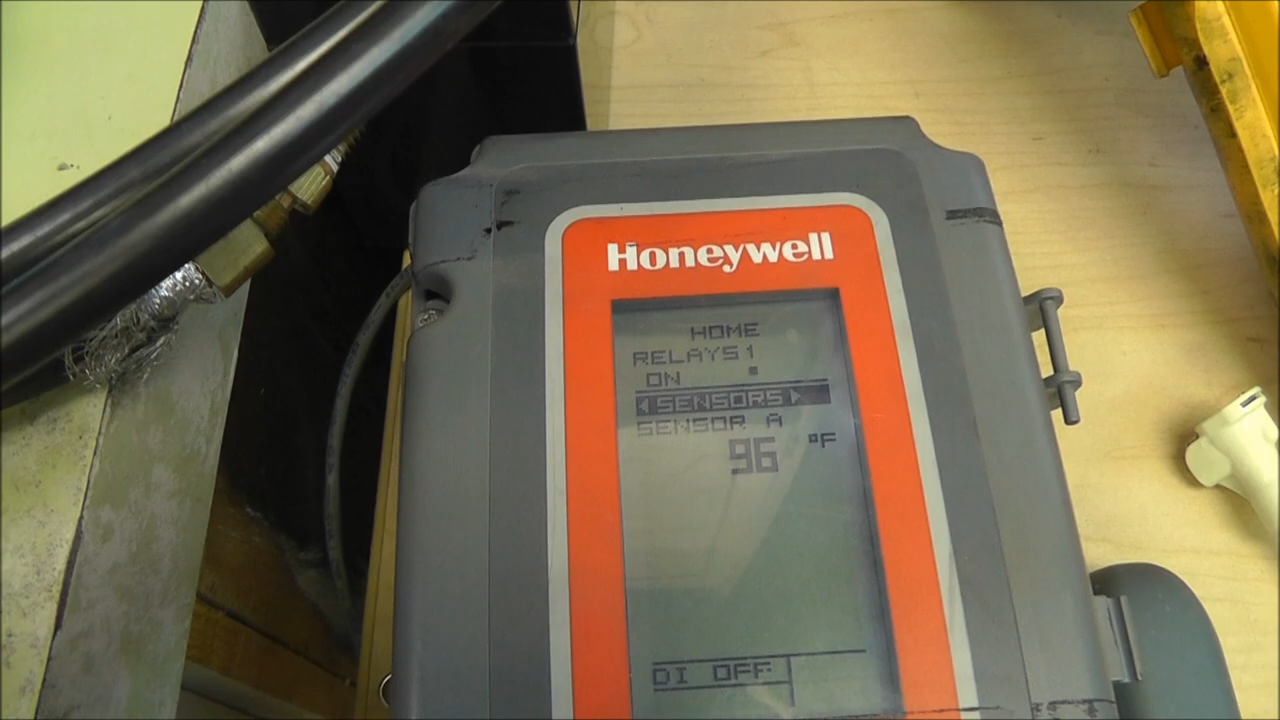 Honeywell
HOME
RELAYS 1
ON ▪
◀ SENSORS ▶
SENSOR A
96 °F
DI OFF